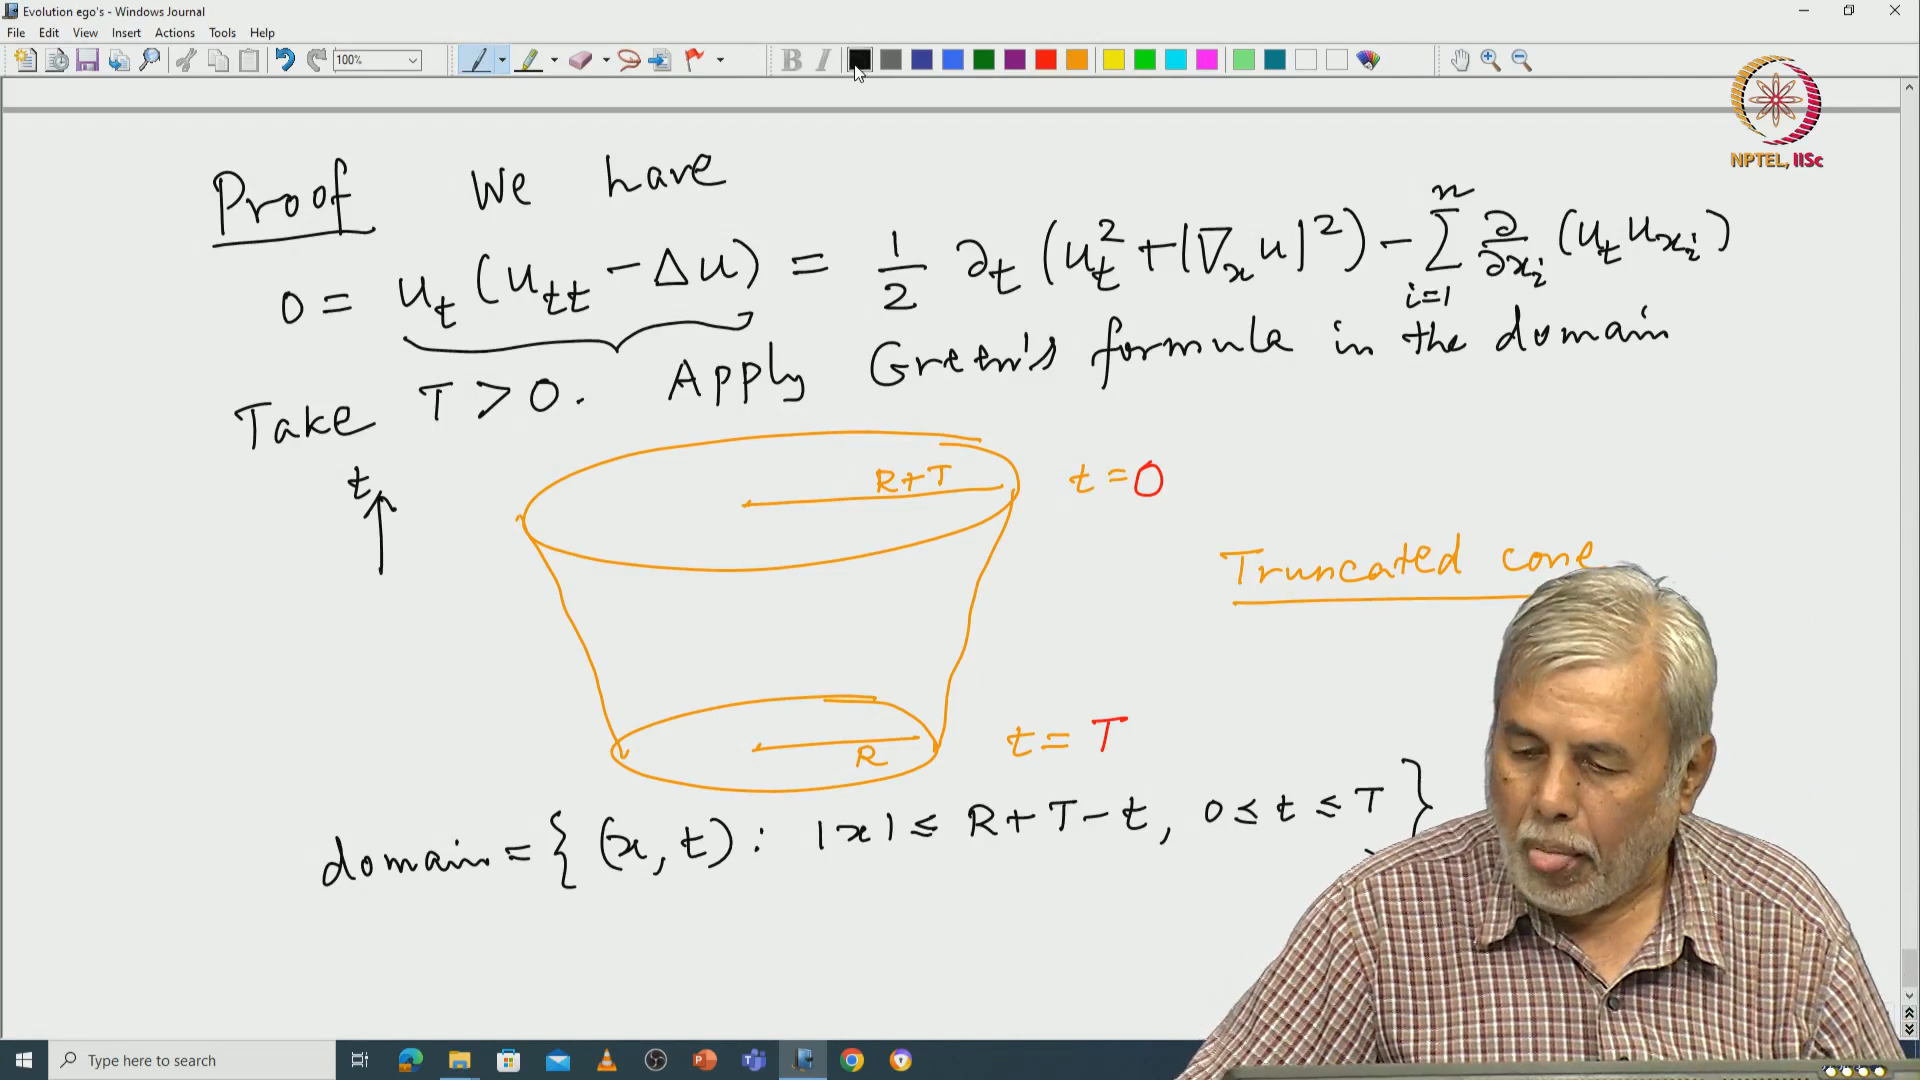 Evolution eqo's - Windows Journal
File Edit View Insert Actions Tools Help
100%
B I
NPTEL, IISc
Proof We have
0 = u_t (u_tt - Δu) = 1/2 ∂_t (u_t^2 + |∇_x u|^2) - Σ_{i=1}^n ∂/∂x_i (u_t u_{x_i})
Take T > 0. Apply Green's formula in the domain
t
R+T
t = 0
Truncated cone
R
t = T
domain = { (x, t) : |x| ≤ R+T-t, 0 ≤ t ≤ T }
Type here to search